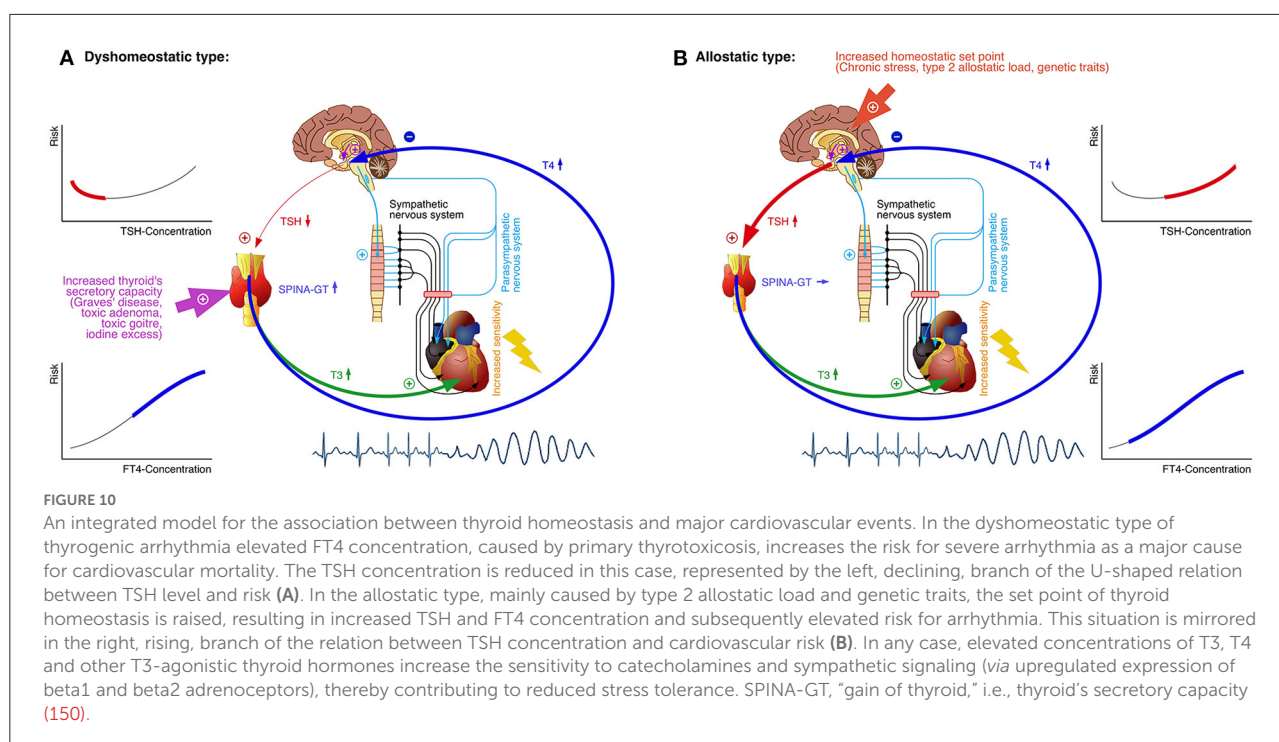 A Dyshomeostatic type:
Risk
TSH-Concentration
Increased thyroid's
secretory capacity
(Graves' disease,
toxic adenoma,
toxic goitre,
iodine excess)
Risk
FT4-Concentration
−
+
T4 ↑
TSH ↓
+
SPINA-GT ↑
+
Sympathetic
nervous system
+
Parasympathetic
nervous system
Increased sensitivity
T3 ↑
+
B Allostatic type:
Increased homeostatic set point
(Chronic stress, type 2 allostatic load, genetic traits)
+
−
+
T4 ↑
TSH ↑
+
SPINA-GT →
Sympathetic
nervous system
+
Parasympathetic
nervous system
Increased sensitivity
T3 ↑
+
Risk
TSH-Concentration
Risk
FT4-Concentration
FIGURE 10
An integrated model for the association between thyroid homeostasis and major cardiovascular events. In the dyshomeostatic type of
thyrogenic arrhythmia elevated FT4 concentration, caused by primary thyrotoxicosis, increases the risk for severe arrhythmia as a major cause
for cardiovascular mortality. The TSH concentration is reduced in this case, represented by the left, declining, branch of the U-shaped relation
between TSH level and risk (A). In the allostatic type, mainly caused by type 2 allostatic load and genetic traits, the set point of thyroid
homeostasis is raised, resulting in increased TSH and FT4 concentration and subsequently elevated risk for arrhythmia. This situation is mirrored
in the right, rising, branch of the relation between TSH concentration and cardiovascular risk (B). In any case, elevated concentrations of T3, T4
and other T3-agonistic thyroid hormones increase the sensitivity to catecholamines and sympathetic signaling (via upregulated expression of
beta1 and beta2 adrenoceptors), thereby contributing to reduced stress tolerance. SPINA-GT, "gain of thyroid," i.e., thyroid's secretory capacity
(150).